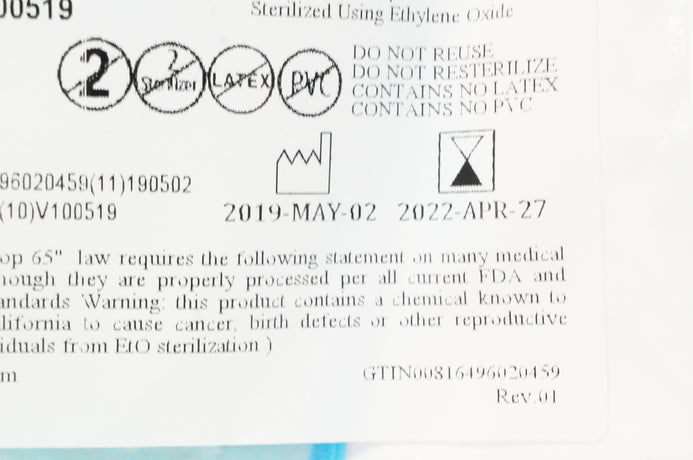 00519
Sterilized Using Ethylene Oxide
2
2
Sterilize
LATEX
PVC
DO NOT REUSE
DO NOT RESTERILIZE
CONTAINS NO LATEX
CONTAINS NO PVC
96020459(11)190502
(10)V100519
2019-MAY-02 2022-APR-27
op 65" law requires the following statement on many medical
hough they are properly processed per all current FDA and
andards Warning: this product contains a chemical known to
lifornia to cause cancer, birth defects or other reproductive
iduals from EtO sterilization )
m
GTIN00816496020459
Rev.01